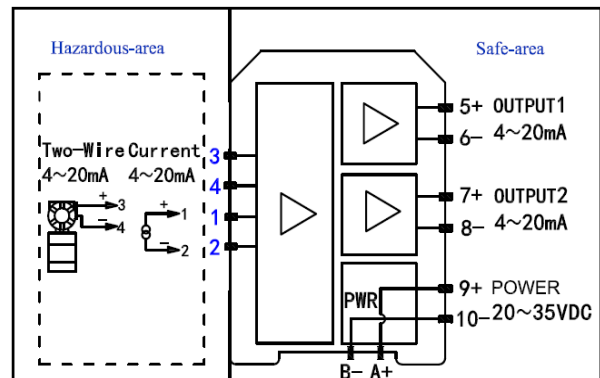 Hazardous-area
Safe-area
Two-Wire Current
4~20mA 4~20mA
+ 3
- 4
+ 1
- 2
3
4
1
2
5+ OUTPUT1
6- 4~20mA
7+ OUTPUT2
8- 4~20mA
PWR
9+ POWER
10- 20~35VDC
B- A+